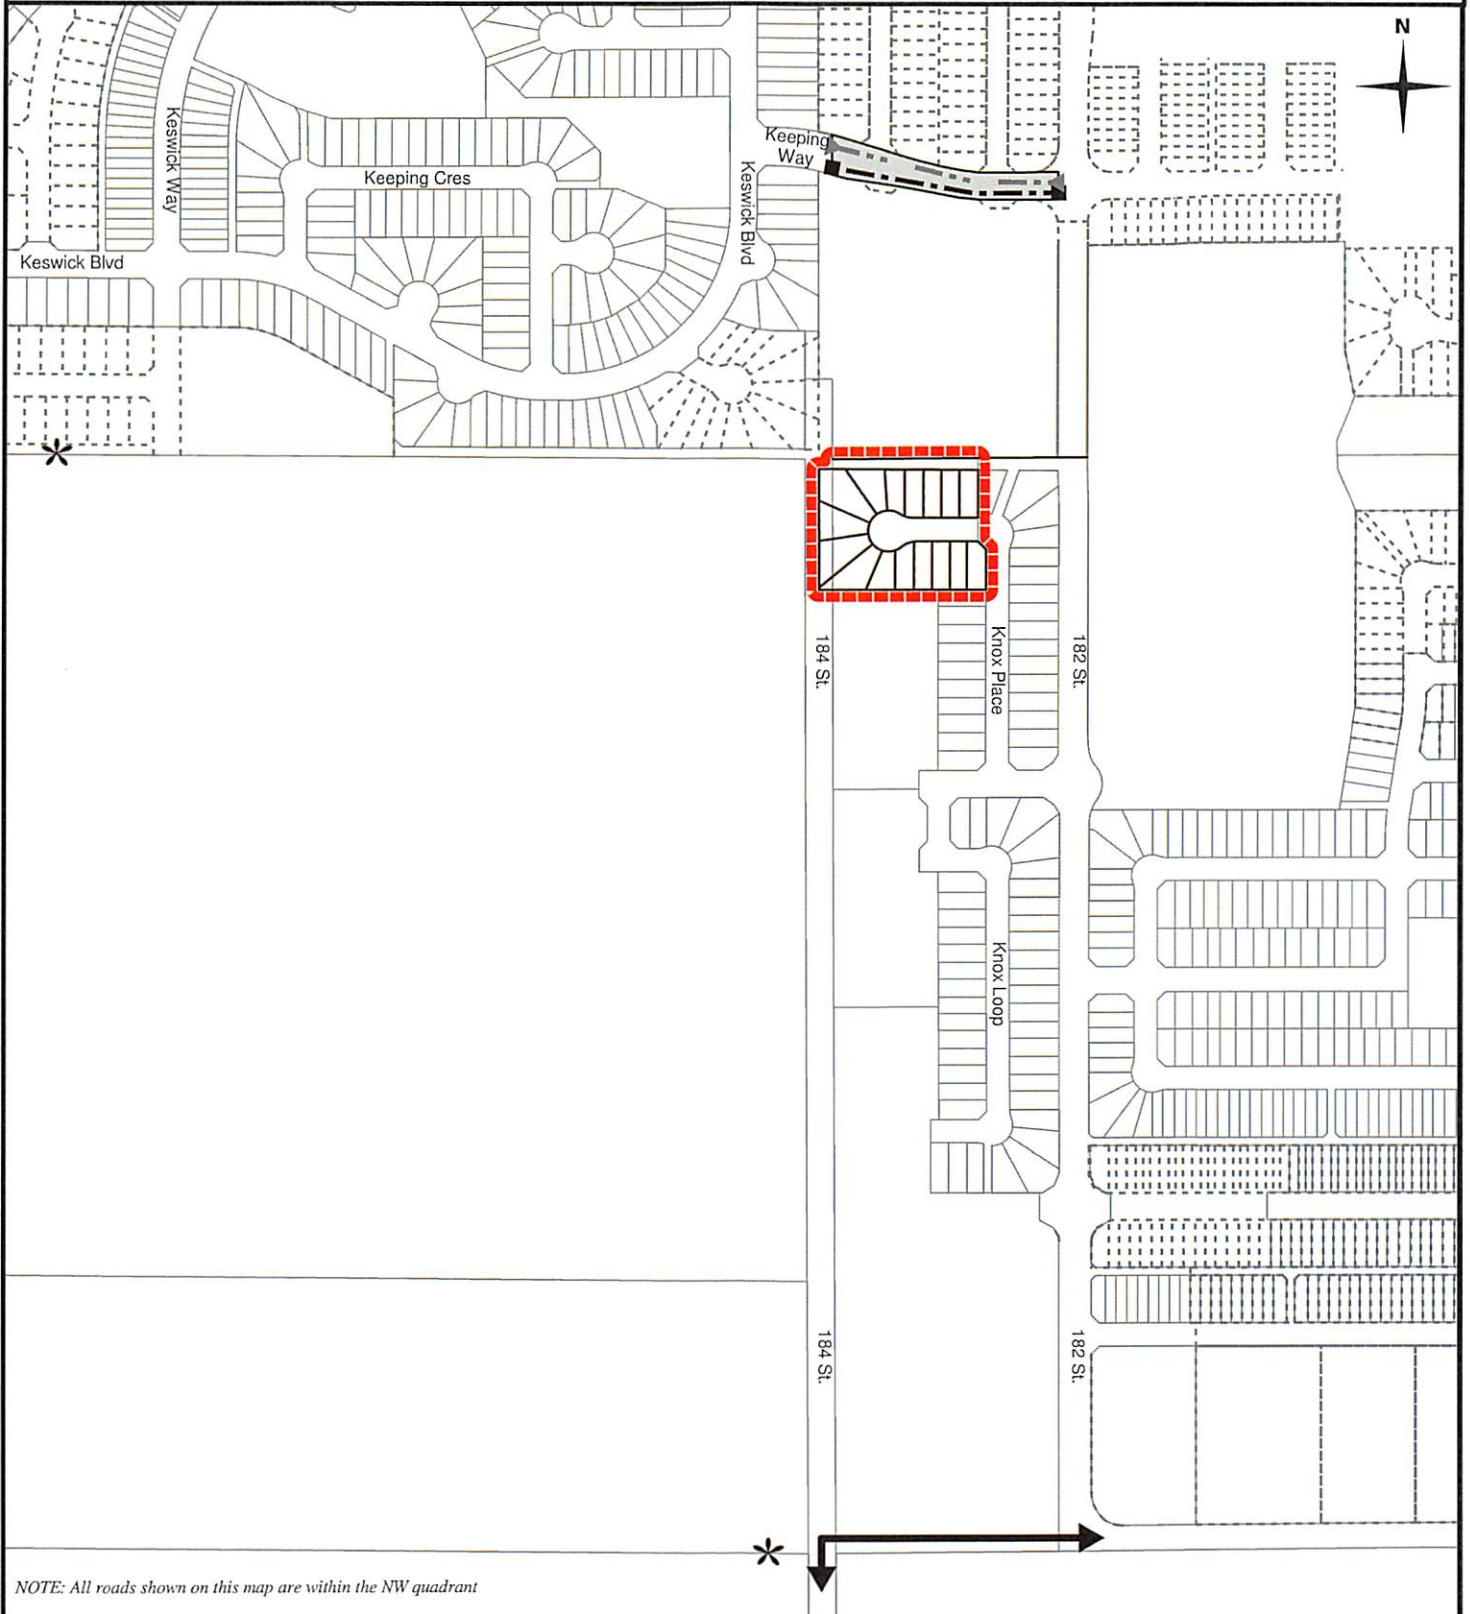 N
Keeping
Way
Keswick Way
Keeping Cres
Keswick Blvd
Keswick Blvd
*
184 St.
Knox Place
182 St.
Knox Loop
184 St.
182 St.
*
NOTE: All roads shown on this map are within the NW quadrant